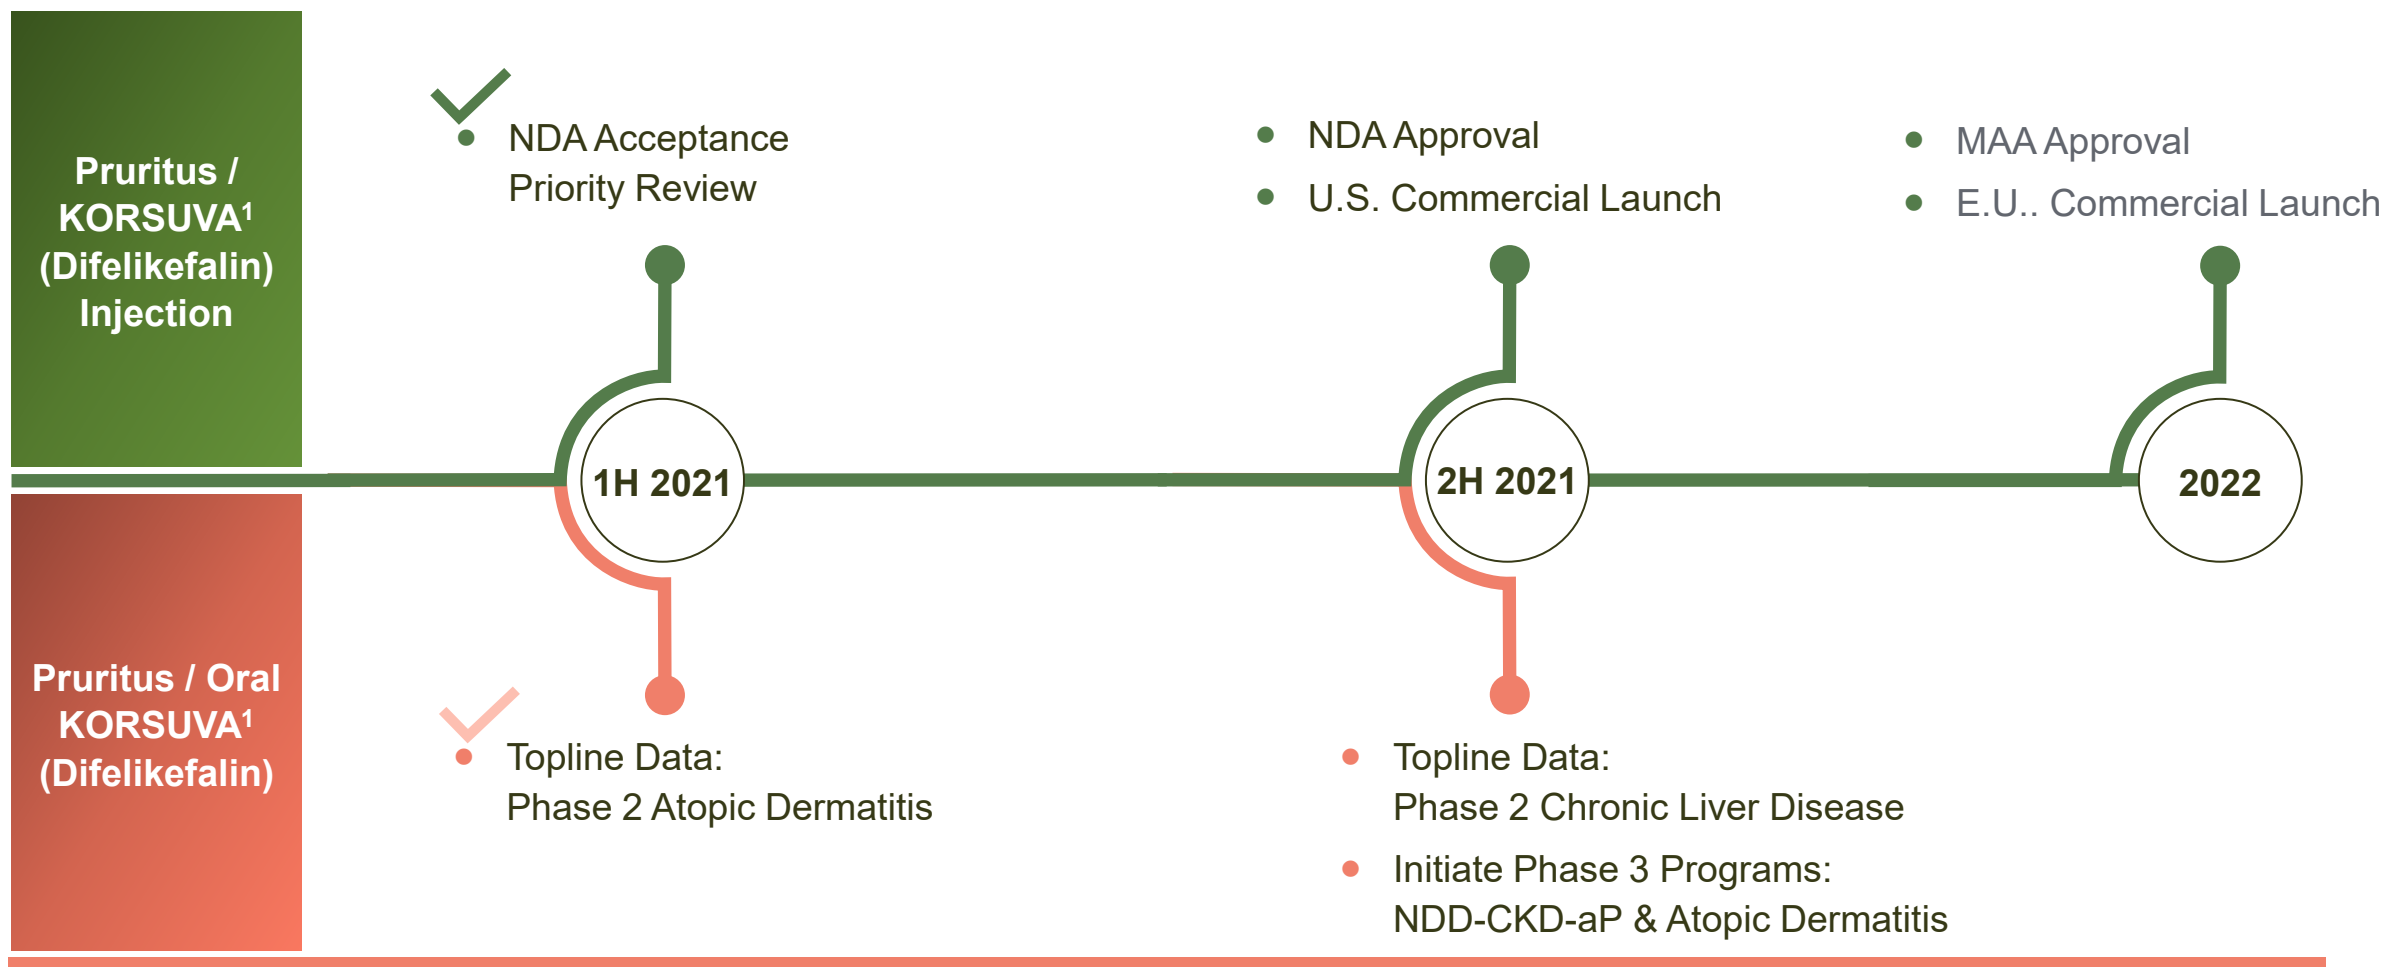 Pruritus /
KORSUVA¹
(Difelikefalin)
Injection
NDA Acceptance
Priority Review
NDA Approval
U.S. Commercial Launch
MAA Approval
E.U.. Commercial Launch
1H 2021
2H 2021
2022
Pruritus / Oral
KORSUVA¹
(Difelikefalin)
Topline Data:
Phase 2 Atopic Dermatitis
Topline Data:
Phase 2 Chronic Liver Disease
Initiate Phase 3 Programs:
NDD-CKD-aP & Atopic Dermatitis